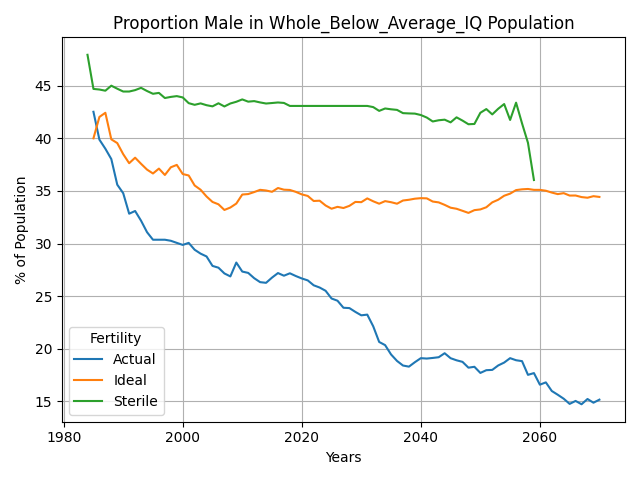 Proportion Male in Whole_Below_Average_IQ Population
% of Population
45
40
35
30
25
20
15
Fertility
Actual
Ideal
Sterile
1980 2000 2020 2040 2060
Years